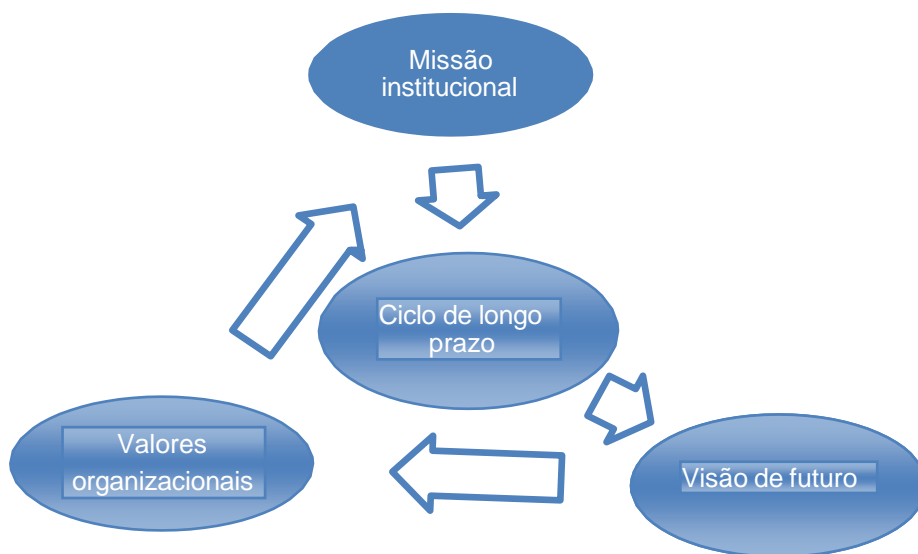 Missão
institucional
Ciclo de longo
prazo
Valores
organizacionais
Visão de futuro